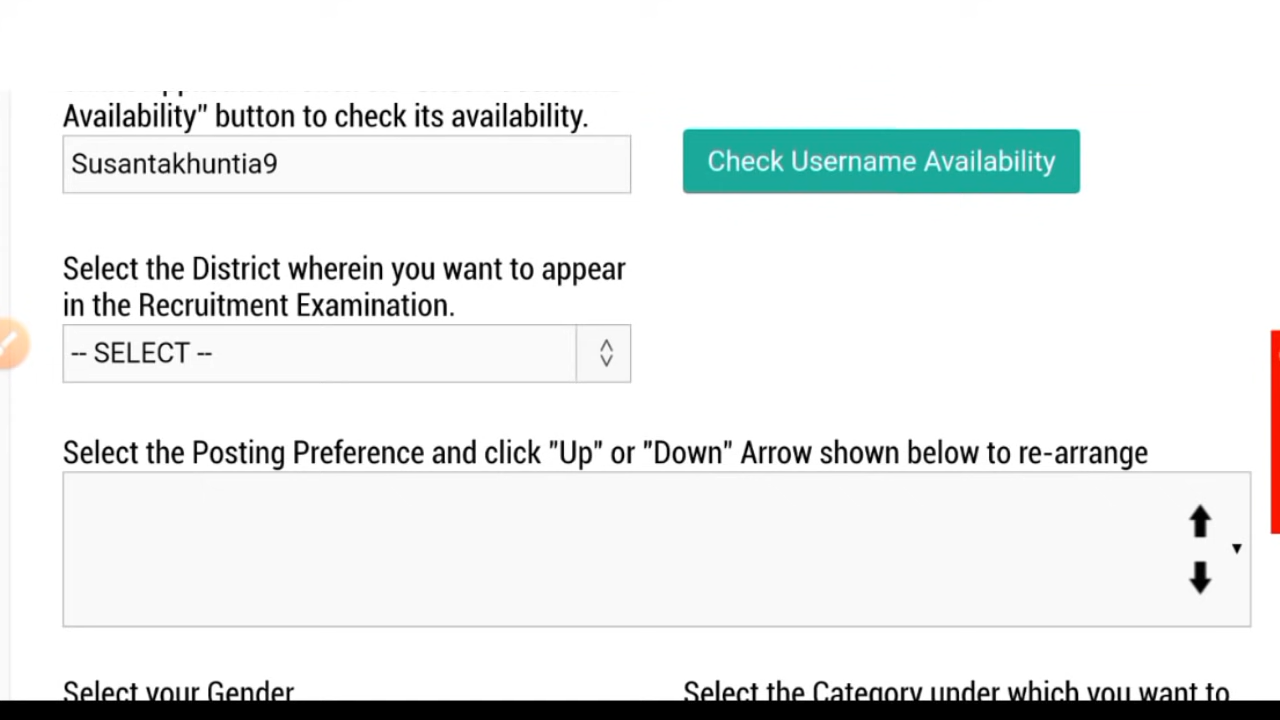 Availability" button to check its availability.
Susantakhuntia9
Check Username Availability
Select the District wherein you want to appear
in the Recruitment Examination.
-- SELECT --
Select the Posting Preference and click "Up" or "Down" Arrow shown below to re-arrange
Select your Gender
Select the Category under which you want to